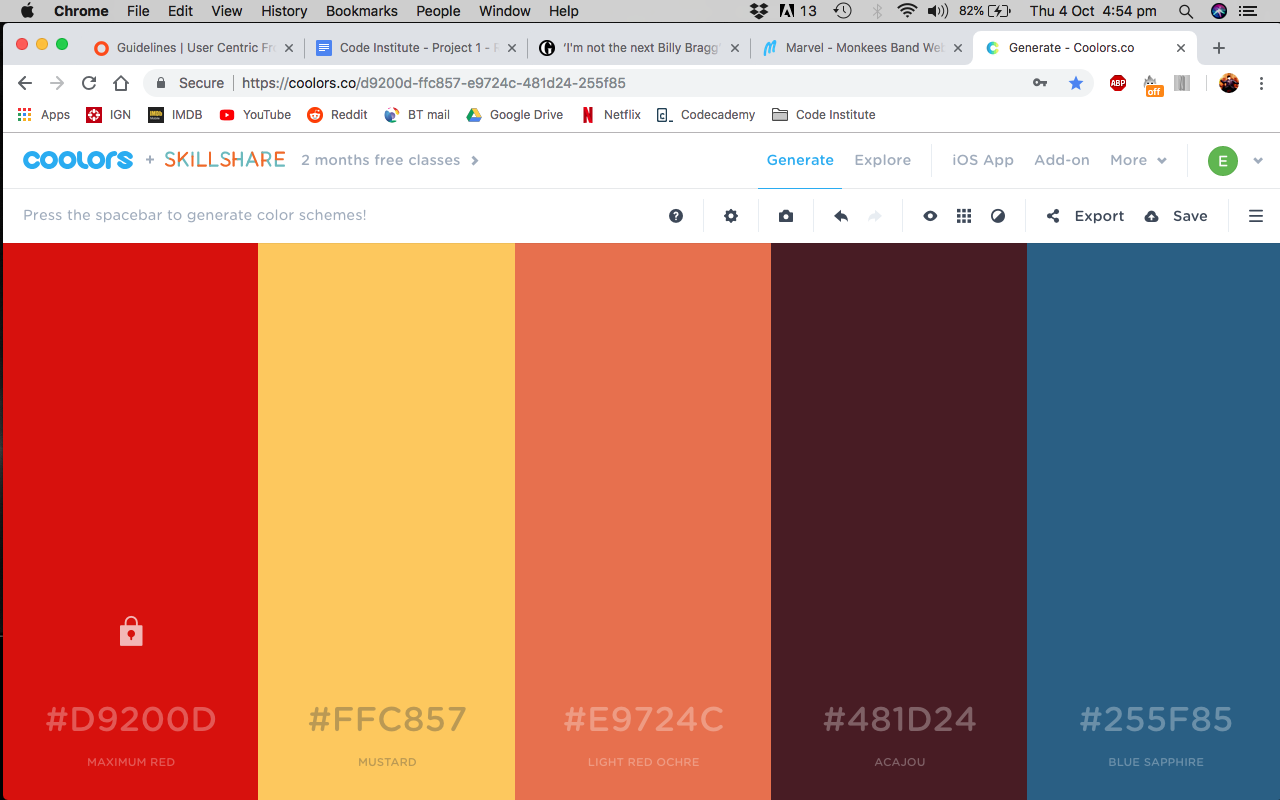 Chrome File Edit View History Bookmarks People Window Help 13 82% Thu 4 Oct 4:54 pm
Guidelines | User Centric Fro Code Institute - Project 1 - 'I'm not the next Billy Bragg' Marvel - Monkees Band Web Generate - Coolors.co
Secure https://coolors.co/d9200d-ffc857-e9724c-481d24-255f85 ABP off
Apps IGN IMDb IMDB YouTube Reddit BT mail Google Drive Netflix Codecademy Code Institute
coolors + SKILLSHARE 2 months free classes Generate Explore iOS App Add-on More E
Press the spacebar to generate color schemes! Export Save
#D9200D #FFC857 #E9724C #481D24 #255F85
MAXIMUM RED MUSTARD LIGHT RED OCHRE ACAJOU BLUE SAPPHIRE